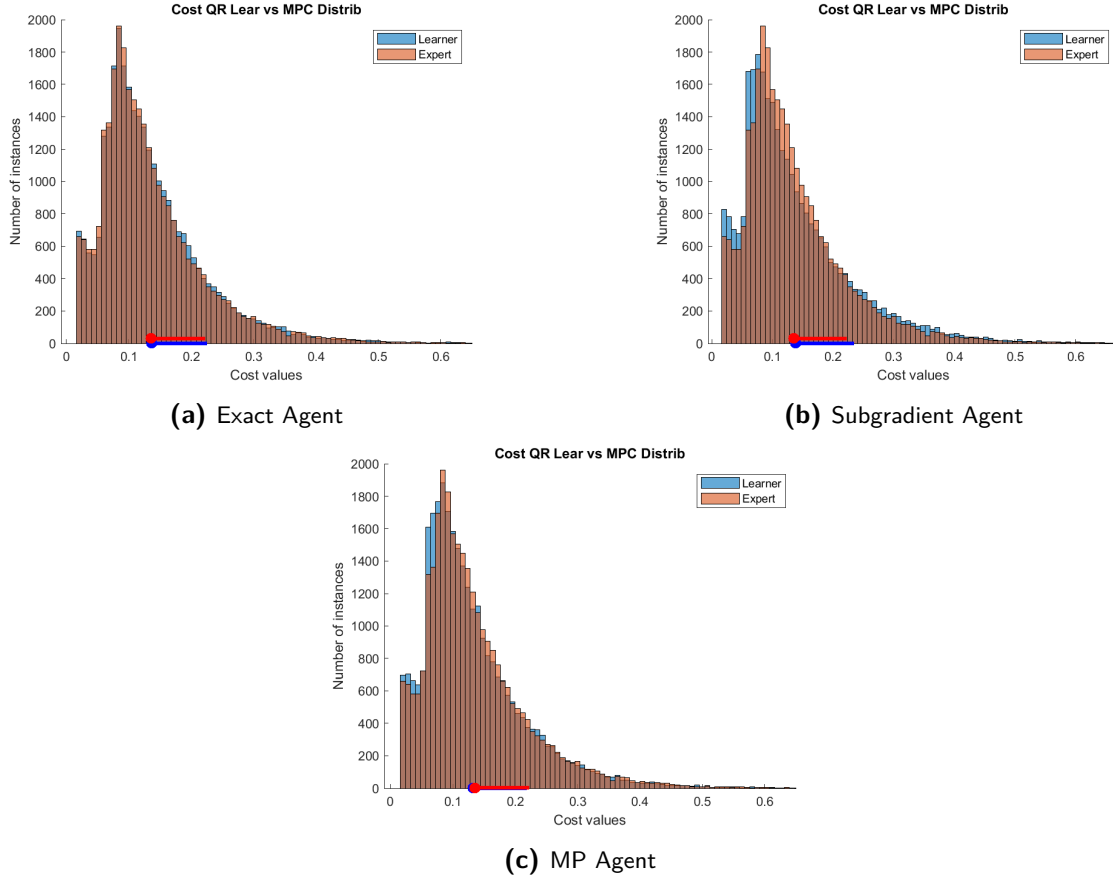 Cost QR Lear vs MPC Distrib
Learner
Expert
Number of instances
2000
1800
1600
1400
1200
1000
800
600
400
200
0
0 0.1 0.2 0.3 0.4 0.5 0.6
Cost values
(a) Exact Agent
Cost QR Lear vs MPC Distrib
Learner
Expert
Number of instances
2000
1800
1600
1400
1200
1000
800
600
400
200
0
0 0.1 0.2 0.3 0.4 0.5 0.6
Cost values
(b) Subgradient Agent
Cost QR Lear vs MPC Distrib
Learner
Expert
Number of instances
2000
1800
1600
1400
1200
1000
800
600
400
200
0
0 0.1 0.2 0.3 0.4 0.5 0.6
Cost values
(c) MP Agent